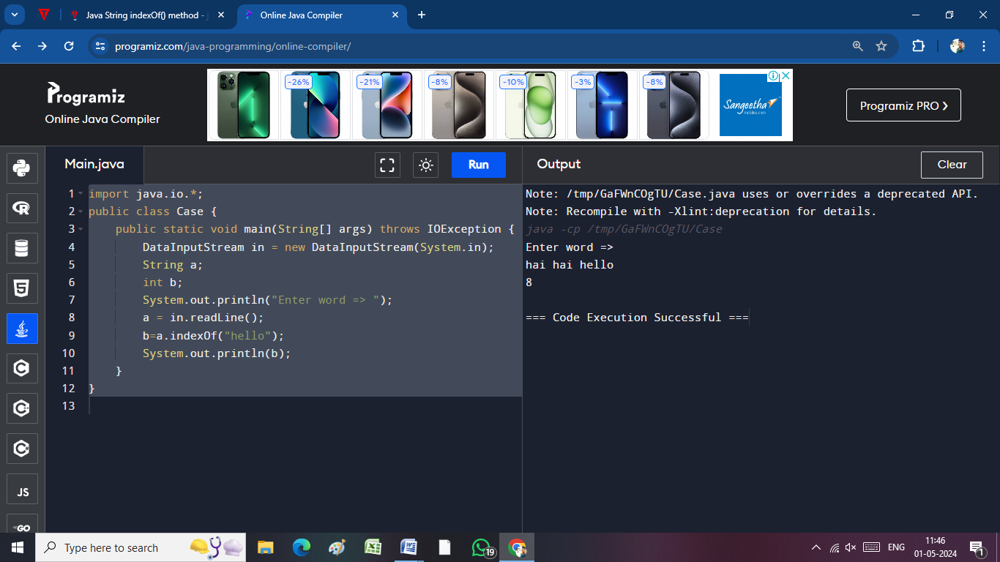 Java String indexOf() method - j
Online Java Compiler
programiz.com/java-programming/online-compiler/
Programiz
Online Java Compiler
-26%
-21%
-8%
-10%
-3%
-8%
Sangeetha
mobiles.com
Programiz PRO ❯
Main.java
Run
Output
Clear
1 import java.io.*;
2 public class Case {
3     public static void main(String[] args) throws IOException {
4         DataInputStream in = new DataInputStream(System.in);
5         String a;
6         int b;
7         System.out.println("Enter word => ");
8         a = in.readLine();
9         b=a.indexOf("hello");
10         System.out.println(b);
11     }
12 }
13
Note: /tmp/GaFWnCOgTU/Case.java uses or overrides a deprecated API.
Note: Recompile with -Xlint:deprecation for details.
java -cp /tmp/GaFWnCOgTU/Case
Enter word =>
hai hai hello
8
=== Code Execution Successful ===
JS
GO
Type here to search
19
ENG
11:46
01-05-2024
1